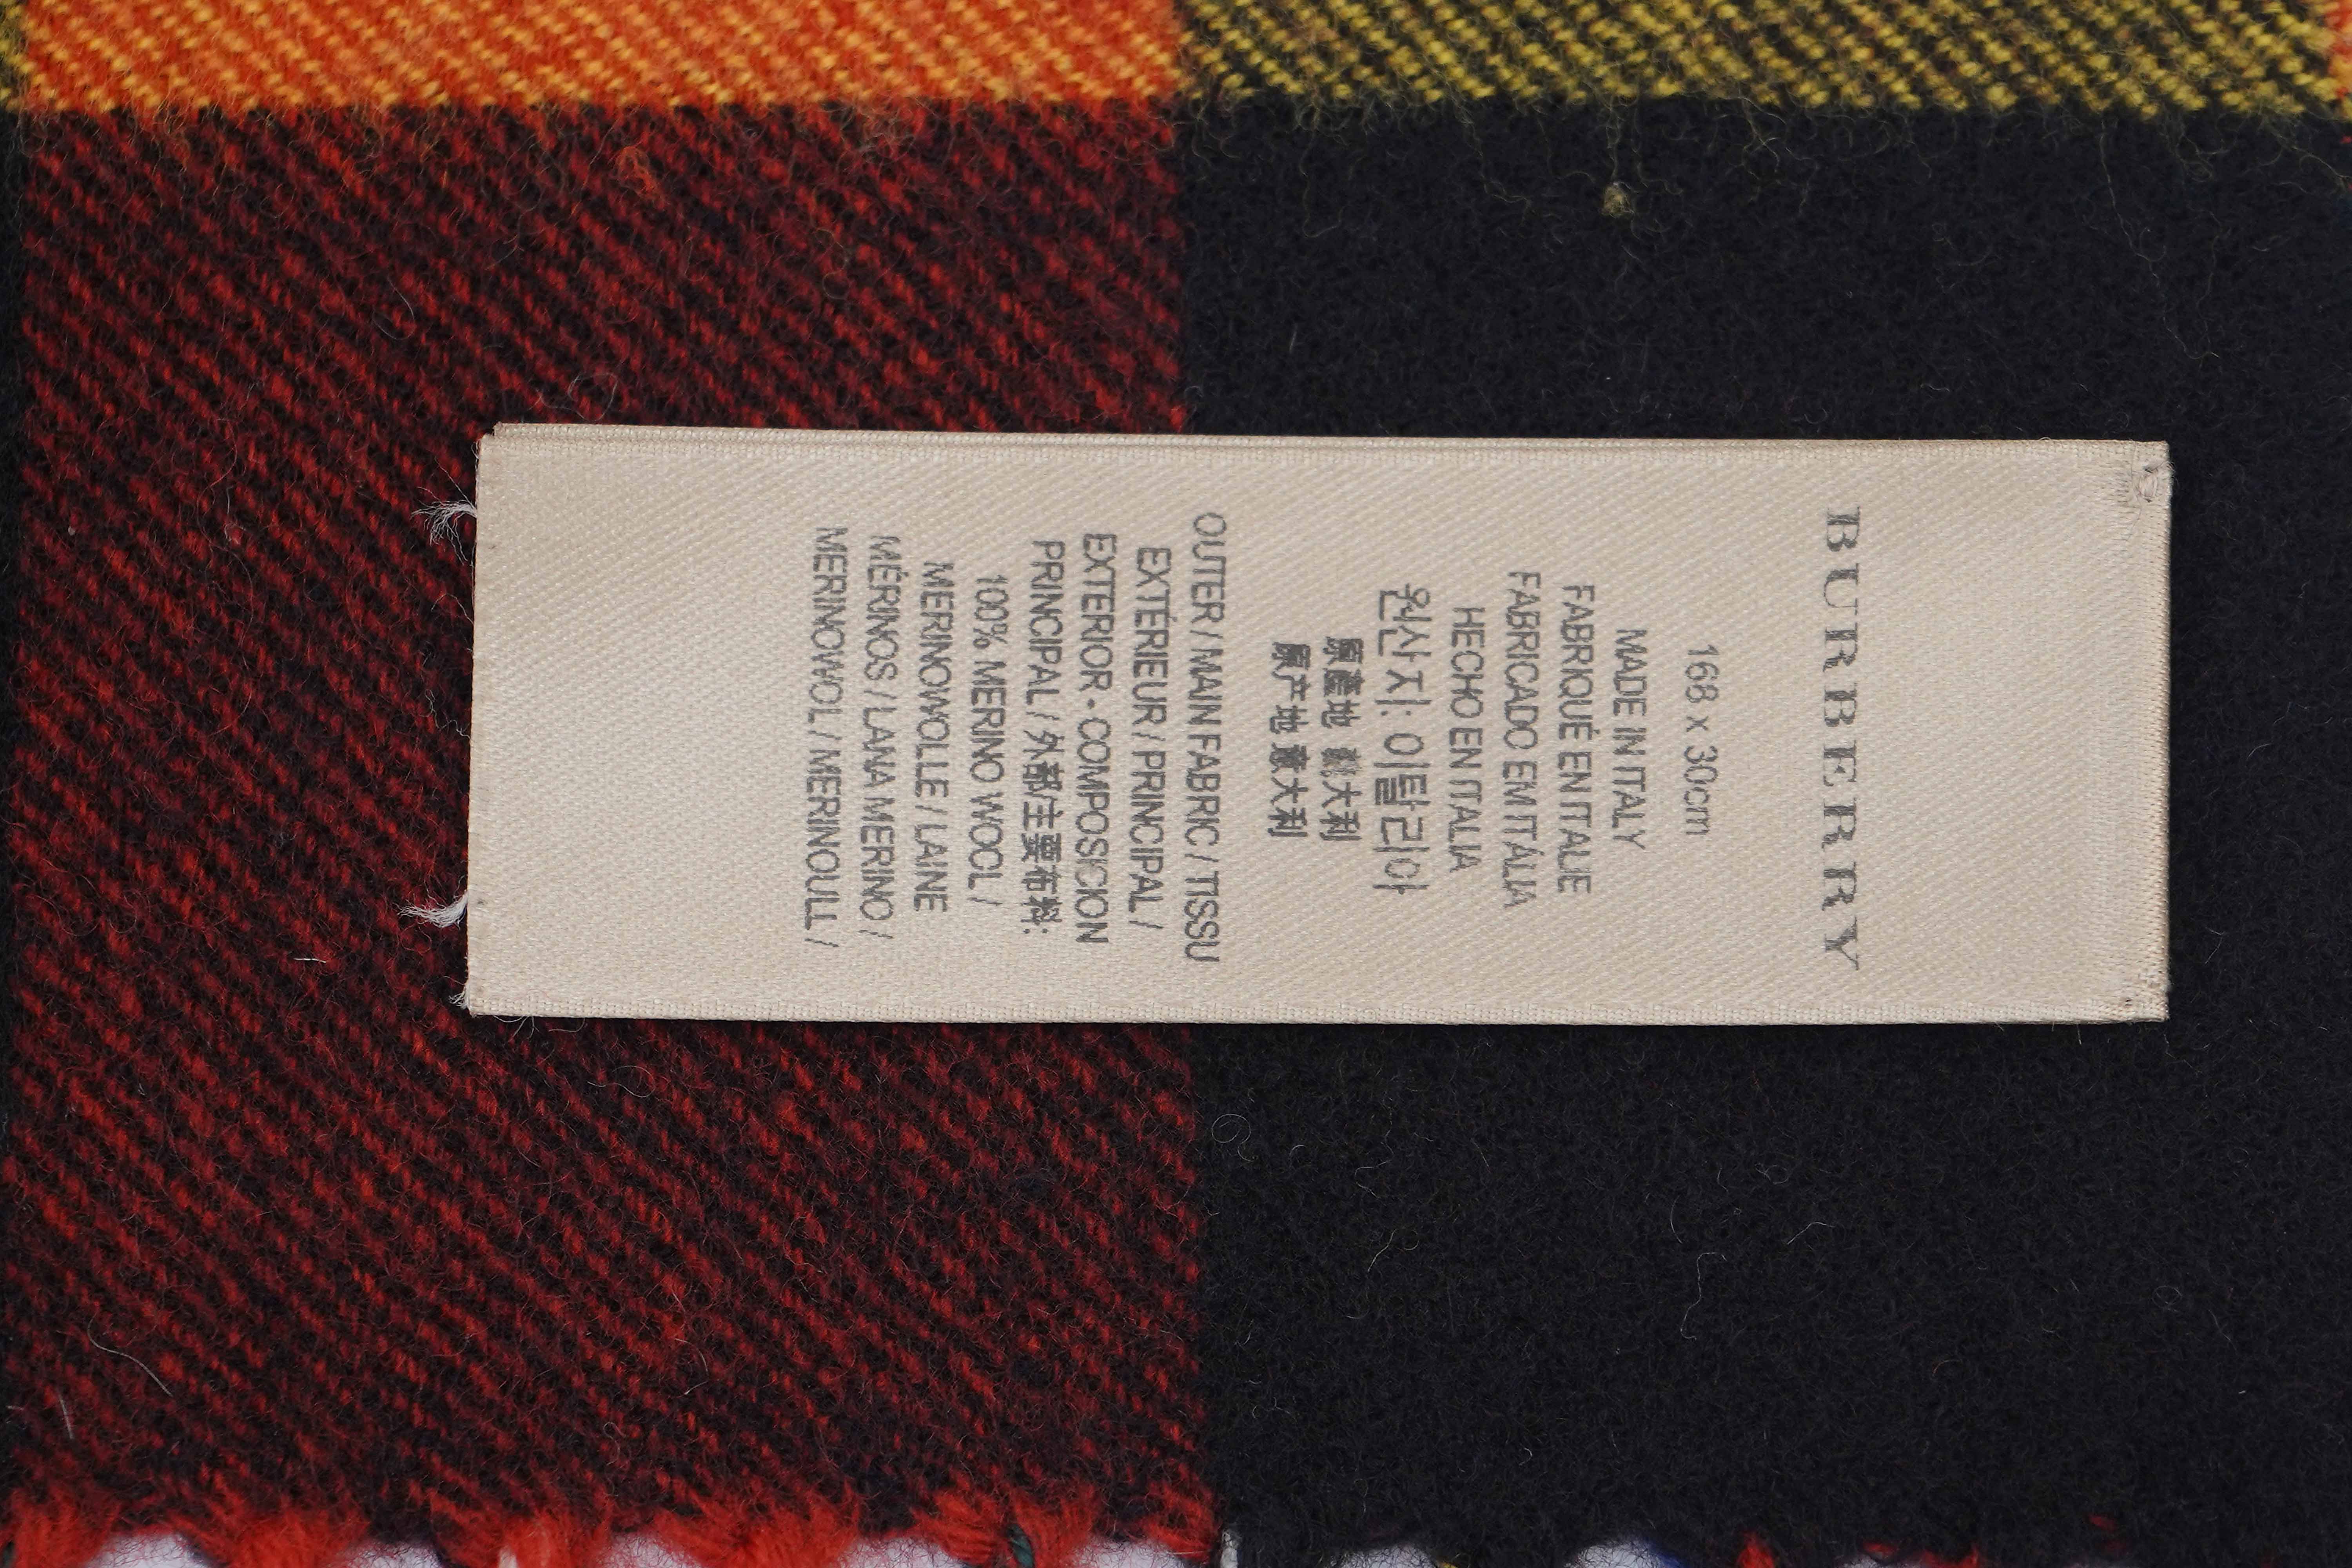 BURBERRY
168 x 30cm
MADE IN ITALY
FABRIQUÉ EN ITALIE
FABRICADO EM ITÁLIA
HECHO EN ITALIA
원산지: 이탈리아
原產地 義大利
原产地 意大利
OUTER / MAIN FABRIC / TISSU
EXTÉRIEUR / PRINCIPAL /
EXTERIOR - COMPOSICION
PRINCIPAL / 外部/主要布料:
100% MERINO WOOL /
MERINOWOLLE / LAINE
MÉRINOS / LANA MERINO /
MERINOWOL / MERINOULL /